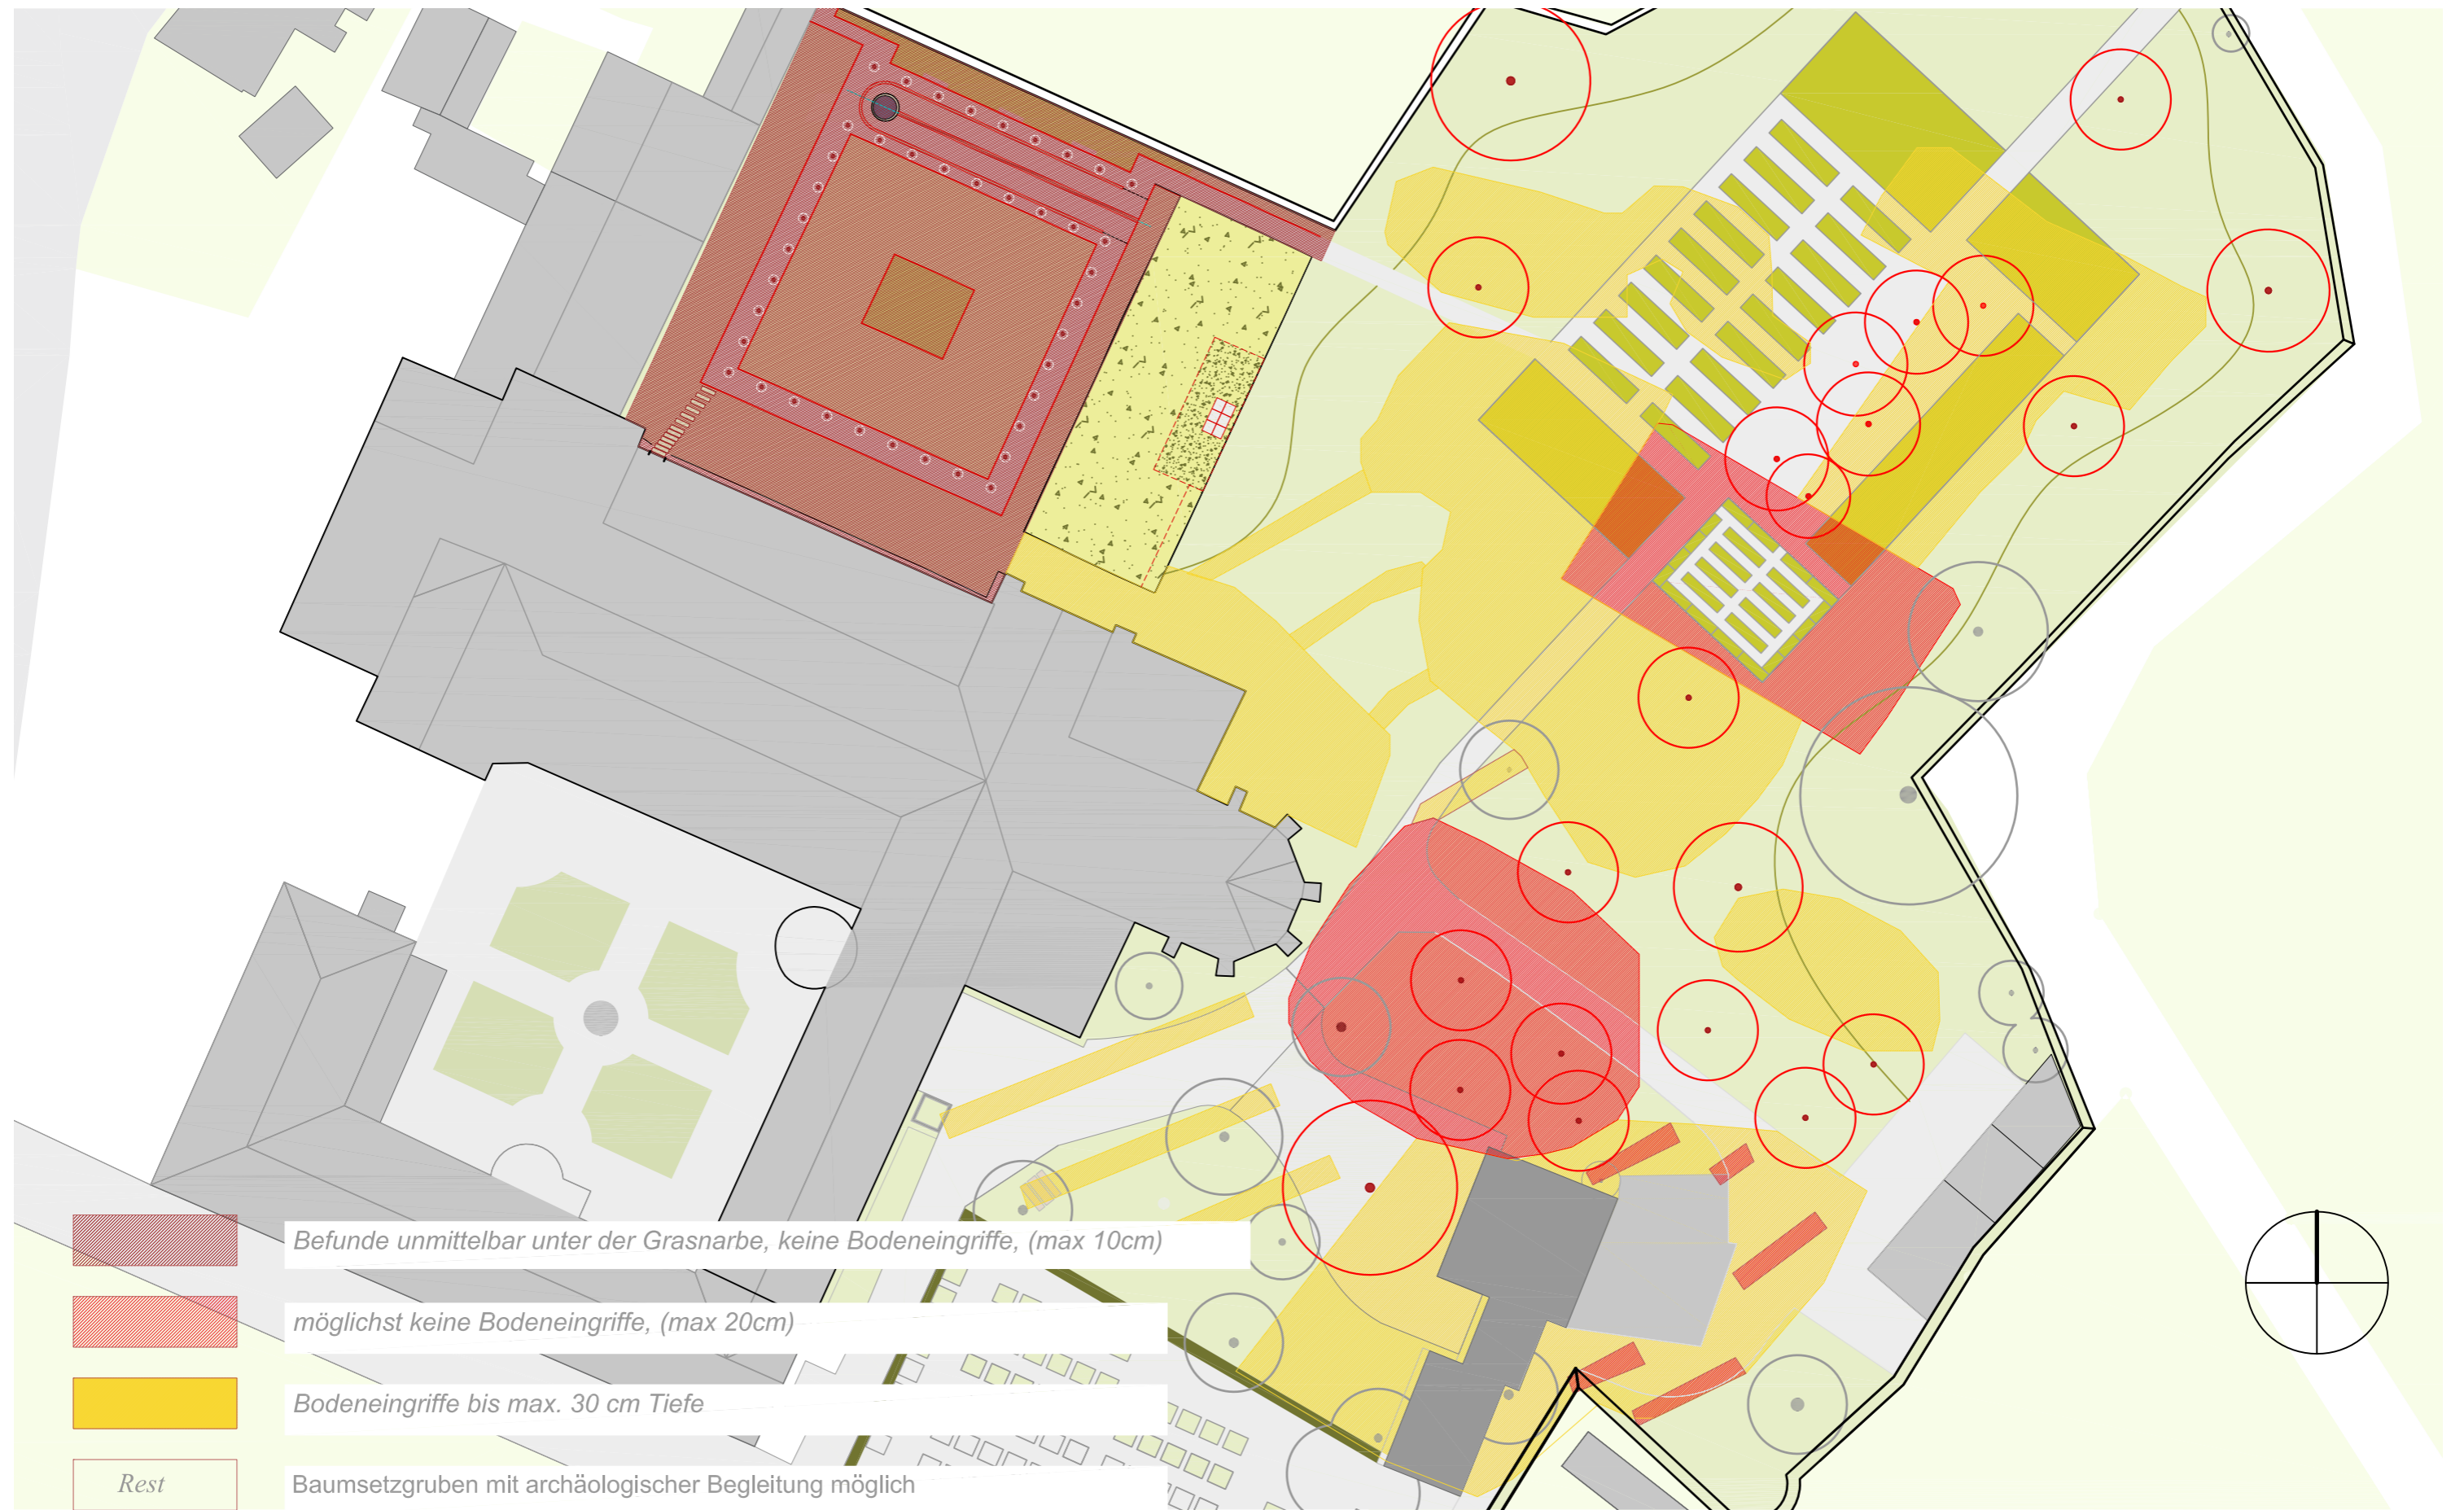 Befunde unmittelbar unter der Grasnarbe, keine Bodeneingriffe, (max 10cm)
möglichst keine Bodeneingriffe, (max 20cm)
Bodeneingriffe bis max. 30 cm Tiefe
Rest Baumsetzgruben mit archäologischer Begleitung möglich